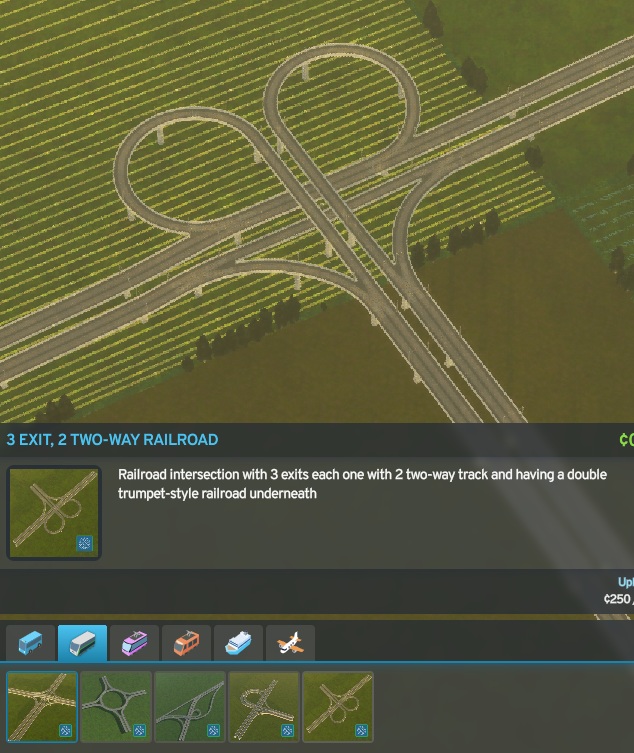 3 EXIT, 2 TWO-WAY RAILROAD
Railroad intersection with 3 exits each one with 2 two-way track and having a double
trumpet-style railroad underneath
¢250